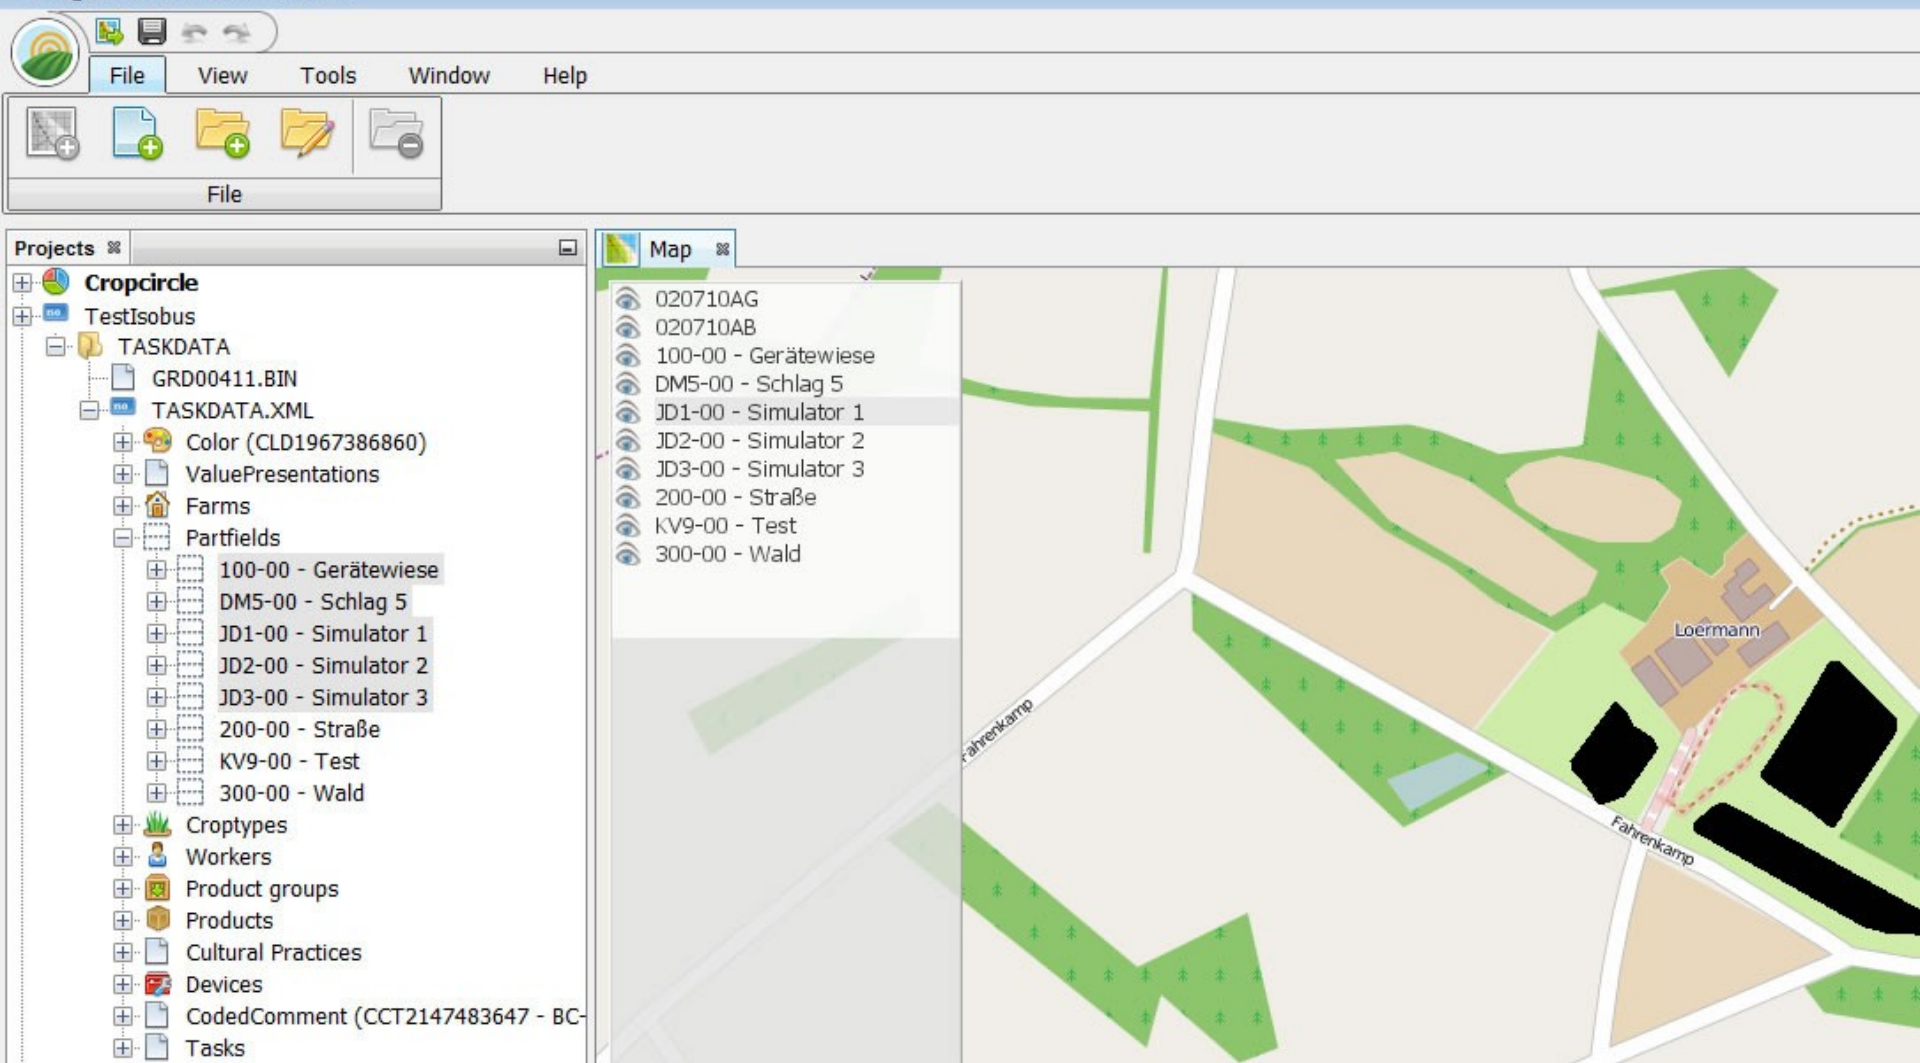 File View Tools Window Help
File
Projects
Cropcircle
TestIsobus
TASKDATA
GRD00411.BIN
TASKDATA.XML
Color (CLD1967386860)
ValuePresentations
Farms
Partfields
100-00 - Gerätewiese
DM5-00 - Schlag 5
JD1-00 - Simulator 1
JD2-00 - Simulator 2
JD3-00 - Simulator 3
200-00 - Straße
KV9-00 - Test
300-00 - Wald
Croptypes
Workers
Product groups
Products
Cultural Practices
Devices
CodedComment (CCT2147483647 - BC-
Tasks
Map
020710AG
020710AB
100-00 - Gerätewiese
DM5-00 - Schlag 5
JD1-00 - Simulator 1
JD2-00 - Simulator 2
JD3-00 - Simulator 3
200-00 - Straße
KV9-00 - Test
300-00 - Wald
Loermann
Fahrenkamp
Fahrenkamp